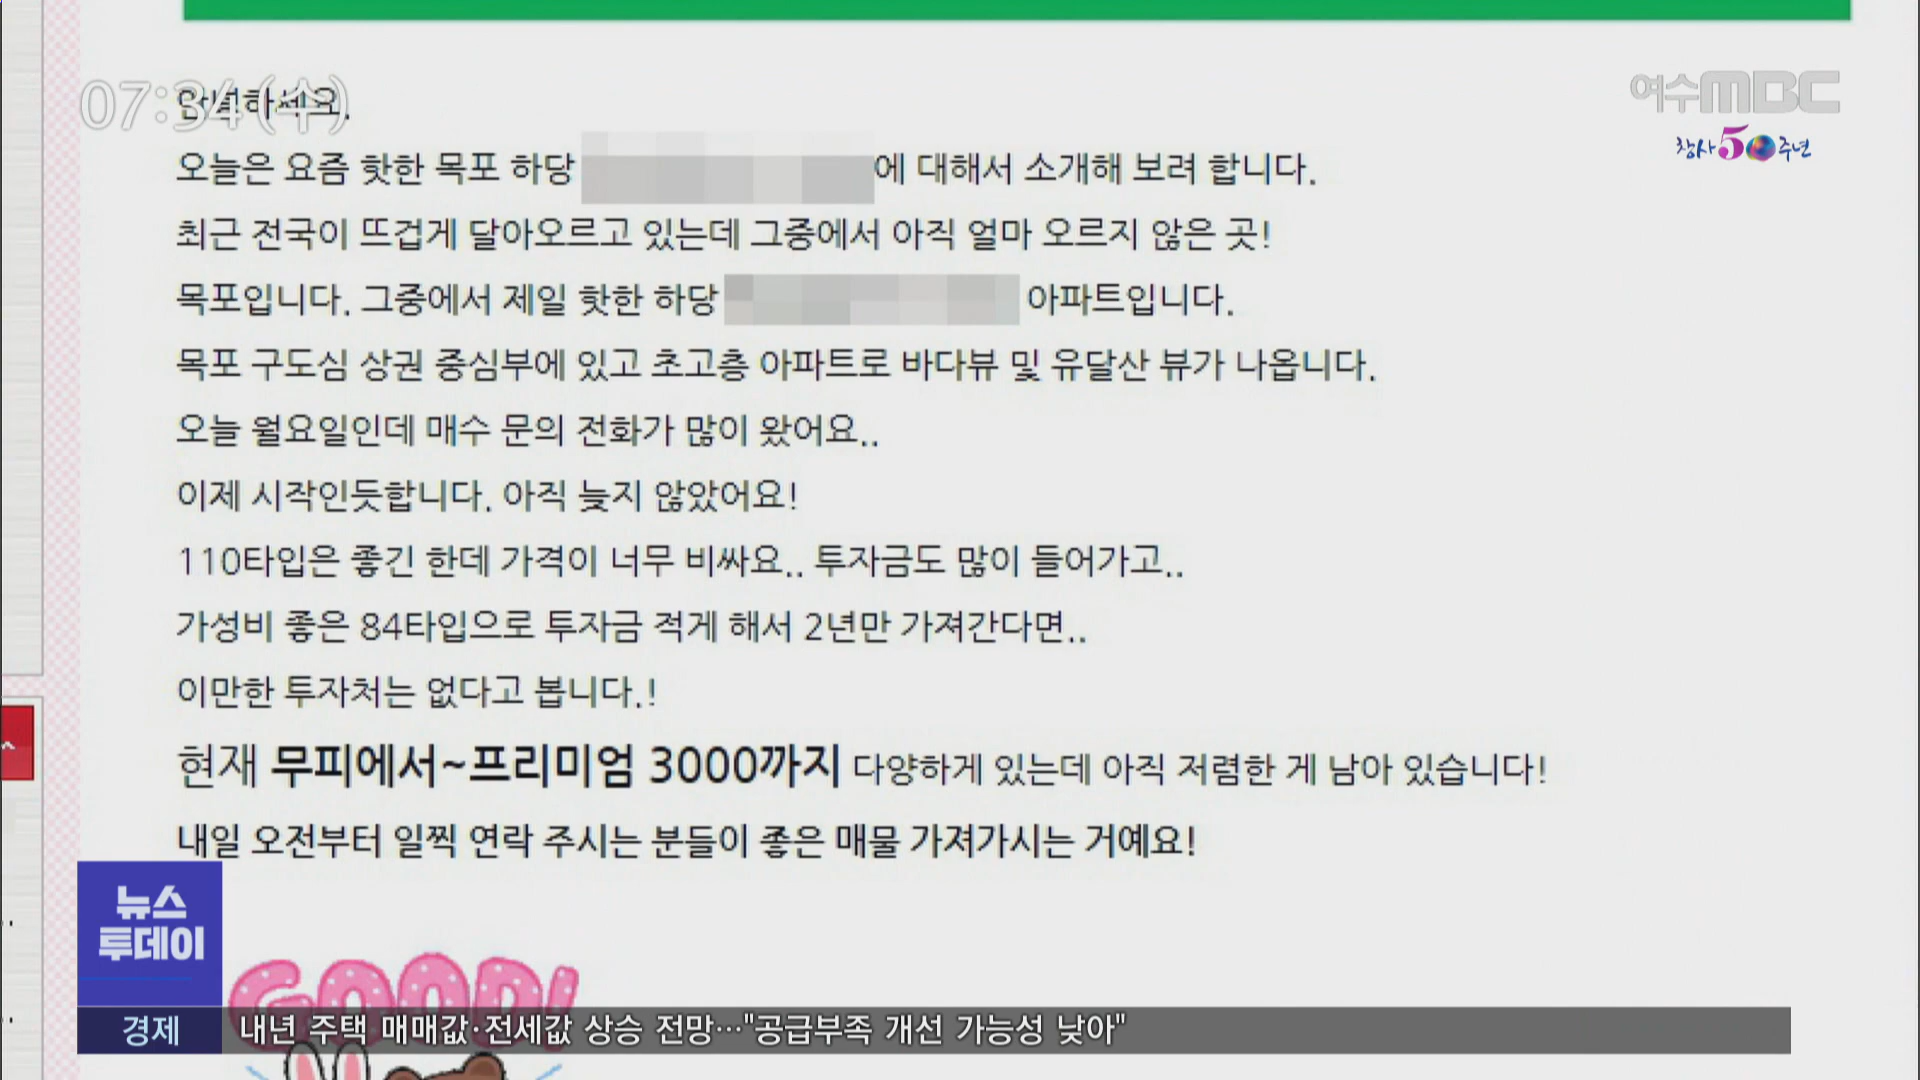 07:34(수)
여수MBC
창사50주년
안녕하세요.
오늘은 요즘 핫한 목포 하당 에 대해서 소개해 보려 합니다.
최근 전국이 뜨겁게 달아오르고 있는데 그중에서 아직 얼마 오르지 않은 곳!
목포입니다. 그중에서 제일 핫한 하당 아파트입니다.
목포 구도심 상권 중심부에 있고 초고층 아파트로 바다뷰 및 유달산 뷰가 나옵니다.
오늘 월요일인데 매수 문의 전화가 많이 왔어요..
이제 시작인듯합니다. 아직 늦지 않았어요!
110타입은 좋긴 한데 가격이 너무 비싸요.. 투자금도 많이 들어가고..
가성비 좋은 84타입으로 투자금 적게 해서 2년만 가져간다면..
이만한 투자처는 없다고 봅니다.!
현재 무피에서~프리미엄 3000까지 다양하게 있는데 아직 저렴한 게 남아 있습니다!
내일 오전부터 일찍 연락 주시는 분들이 좋은 매물 가져가시는 거예요!
뉴스
투데이
GOOD!
경제 내년 주택 매매값·전세값 상승 전망…"공급부족 개선 가능성 낮아"